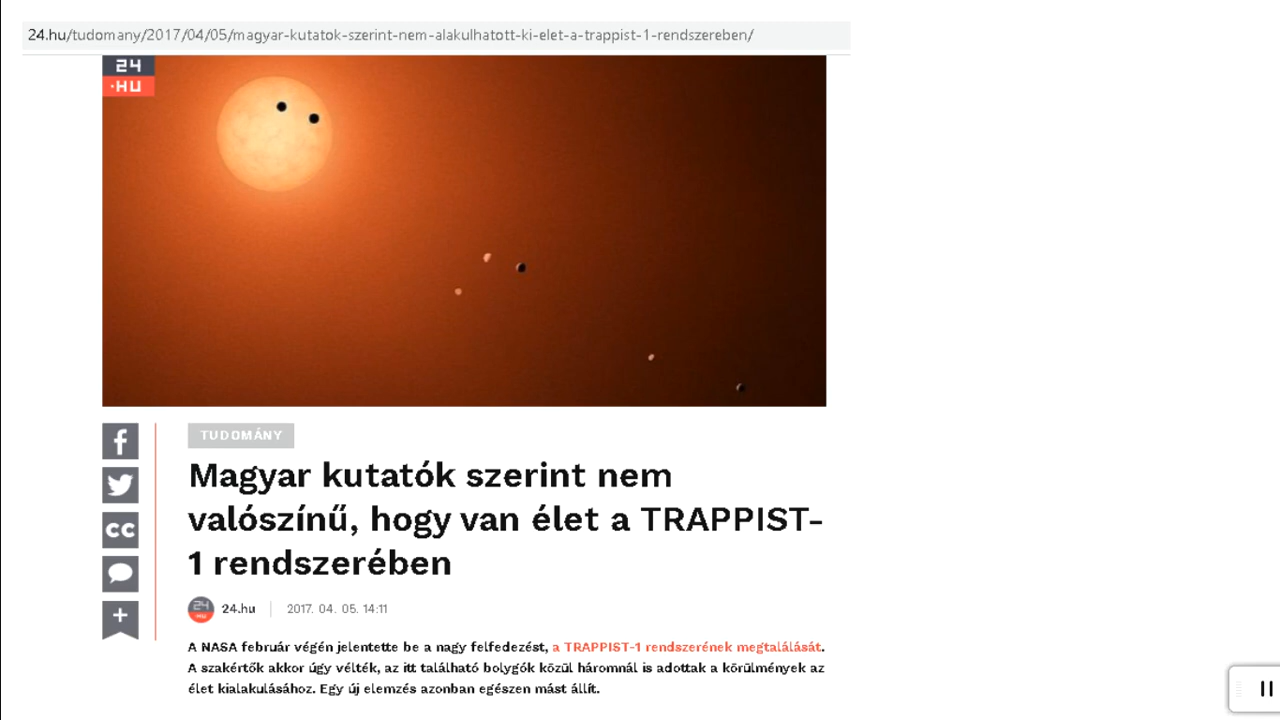 24.hu/tudomany/2017/04/05/magyar-kutatok-szerint-nem-alakulhatott-ki-elet-a-trappist-1-rendszereben/
24
.HU
TUDOMÁNY
Magyar kutatók szerint nem
valószínű, hogy van élet a TRAPPIST-
1 rendszerében
24.hu | 2017. 04. 05. 14:11
A NASA február végén jelentette be a nagy felfedezést, a TRAPPIST-1 rendszerének megtalálását.
A szakértők akkor úgy vélték, az itt található bolygók közül háromnál is adottak a körülmények az
élet kialakulásához. Egy új elemzés azonban egészen mást állít.